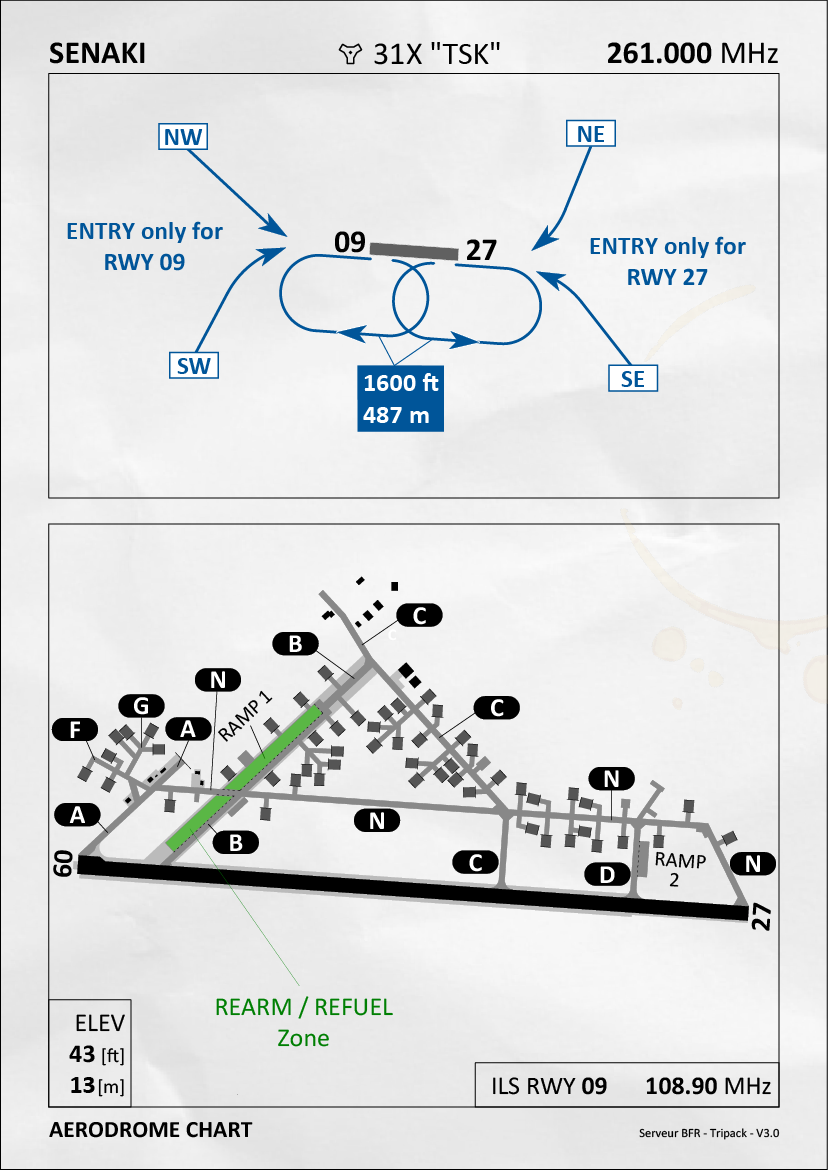 SENAKI 31X "TSK" 261.000 MHz
NW
NE
ENTRY only for
RWY 09
ENTRY only for
RWY 27
09
27
SW
SE
1600 ft
487 m
C
C
B
N
RAMP 1
G
F
A
C
A
N
B
N
C
D
RAMP
2
N
09
27
REARM / REFUEL
Zone
ELEV
43 [ft]
13 [m]
ILS RWY 09 108.90 MHz
AERODROME CHART
Serveur BFR - Tripack - V3.0